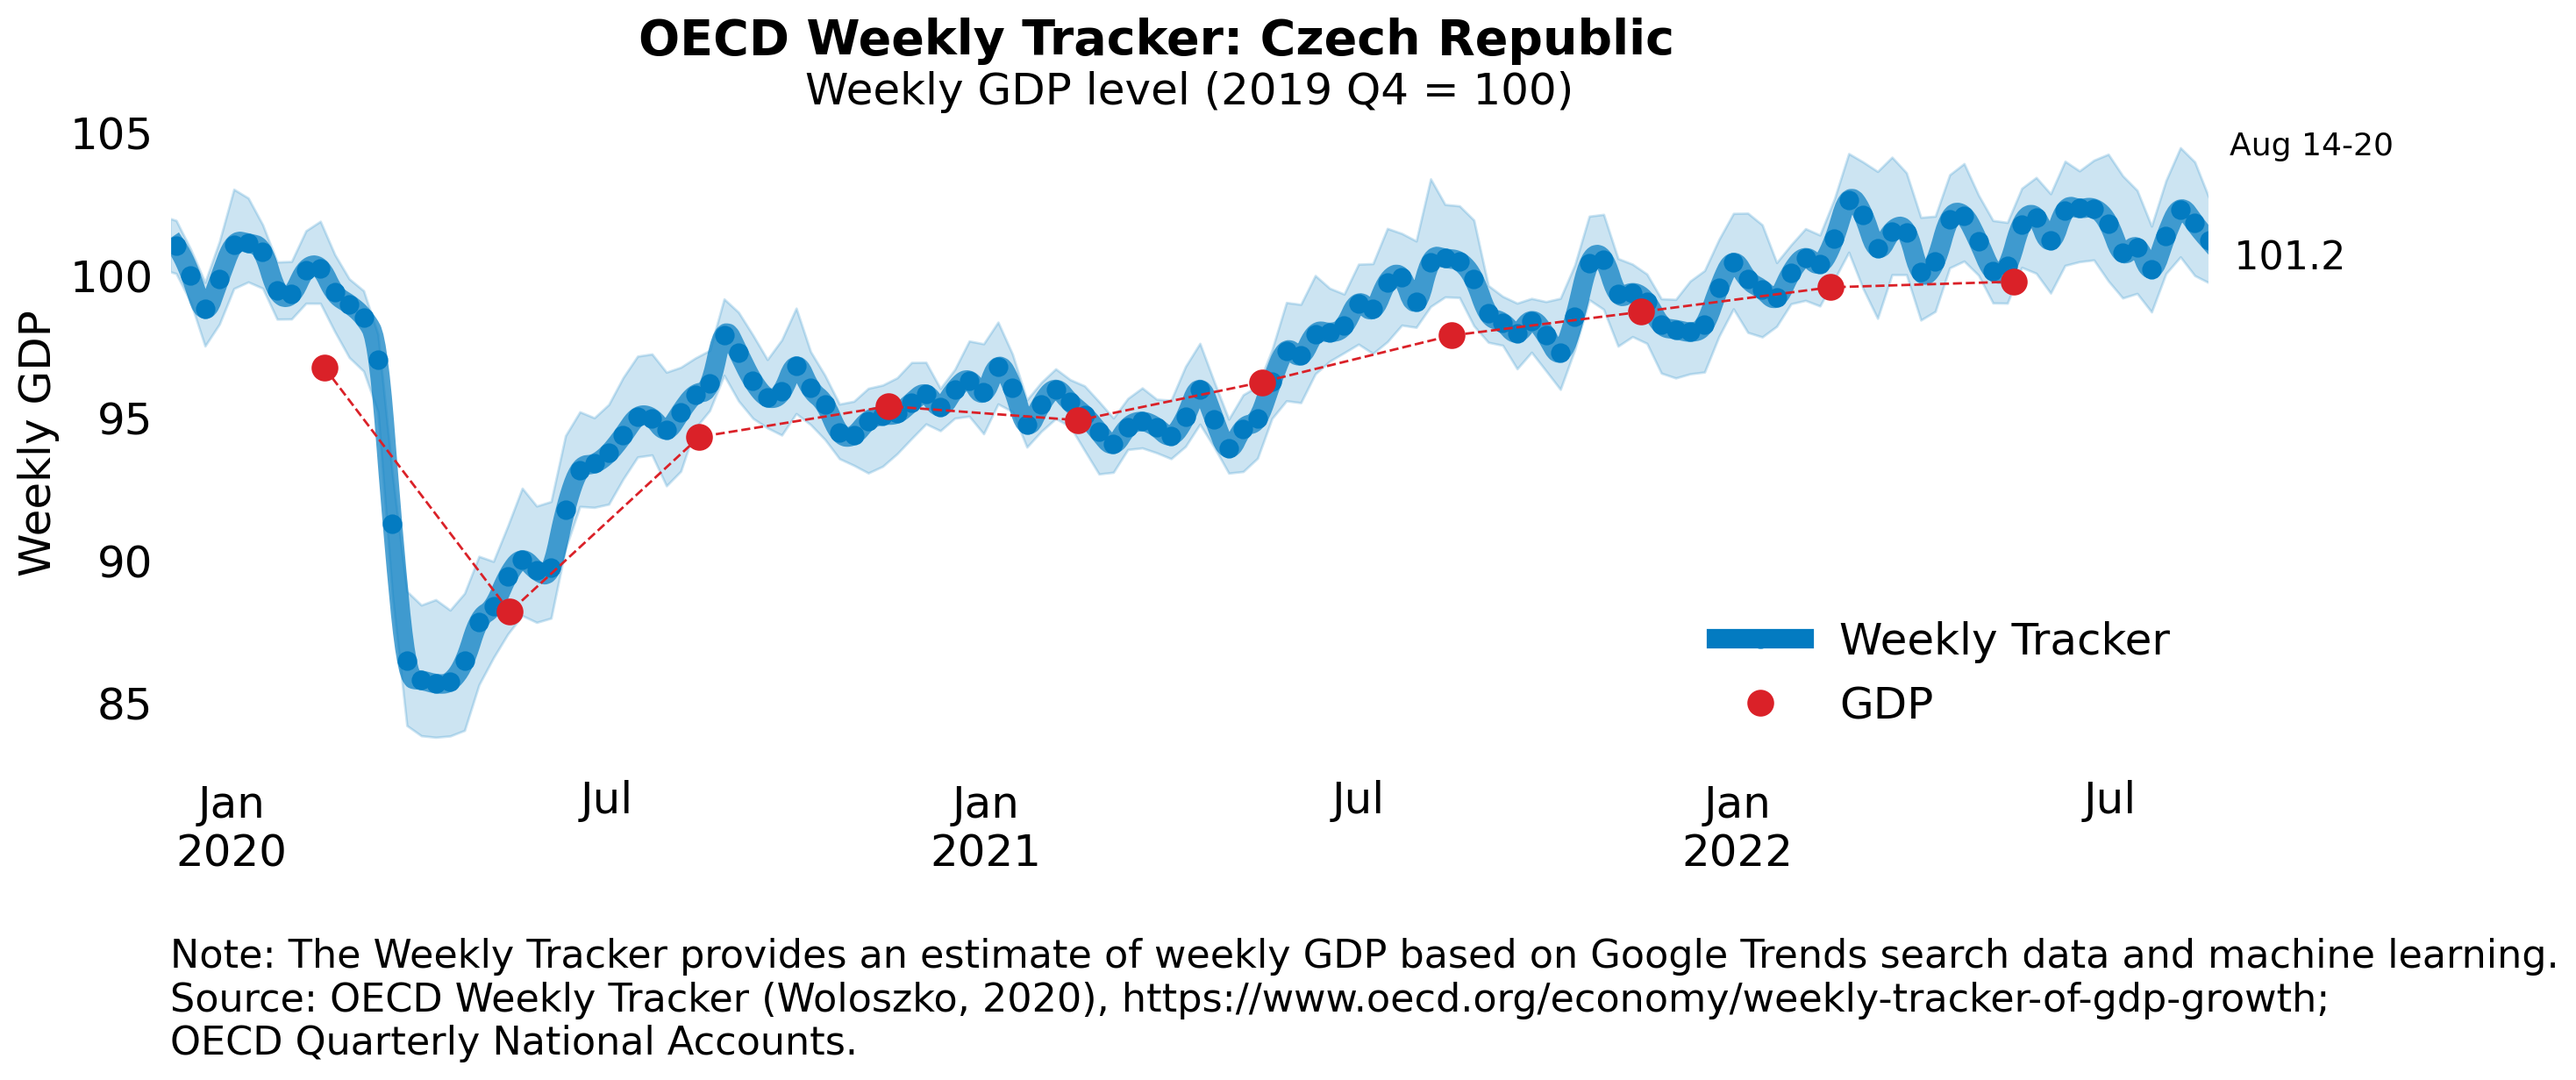 OECD Weekly Tracker: Czech Republic
Weekly GDP level (2019 Q4 = 100)
105
100
95
90
85
Weekly GDP
Aug 14-20
101.2
Weekly Tracker
GDP
Jan
2020
Jul
Jan
2021
Jul
Jan
2022
Jul
Note: The Weekly Tracker provides an estimate of weekly GDP based on Google Trends search data and machine learning.
Source: OECD Weekly Tracker (Woloszko, 2020), https://www.oecd.org/economy/weekly-tracker-of-gdp-growth;
OECD Quarterly National Accounts.